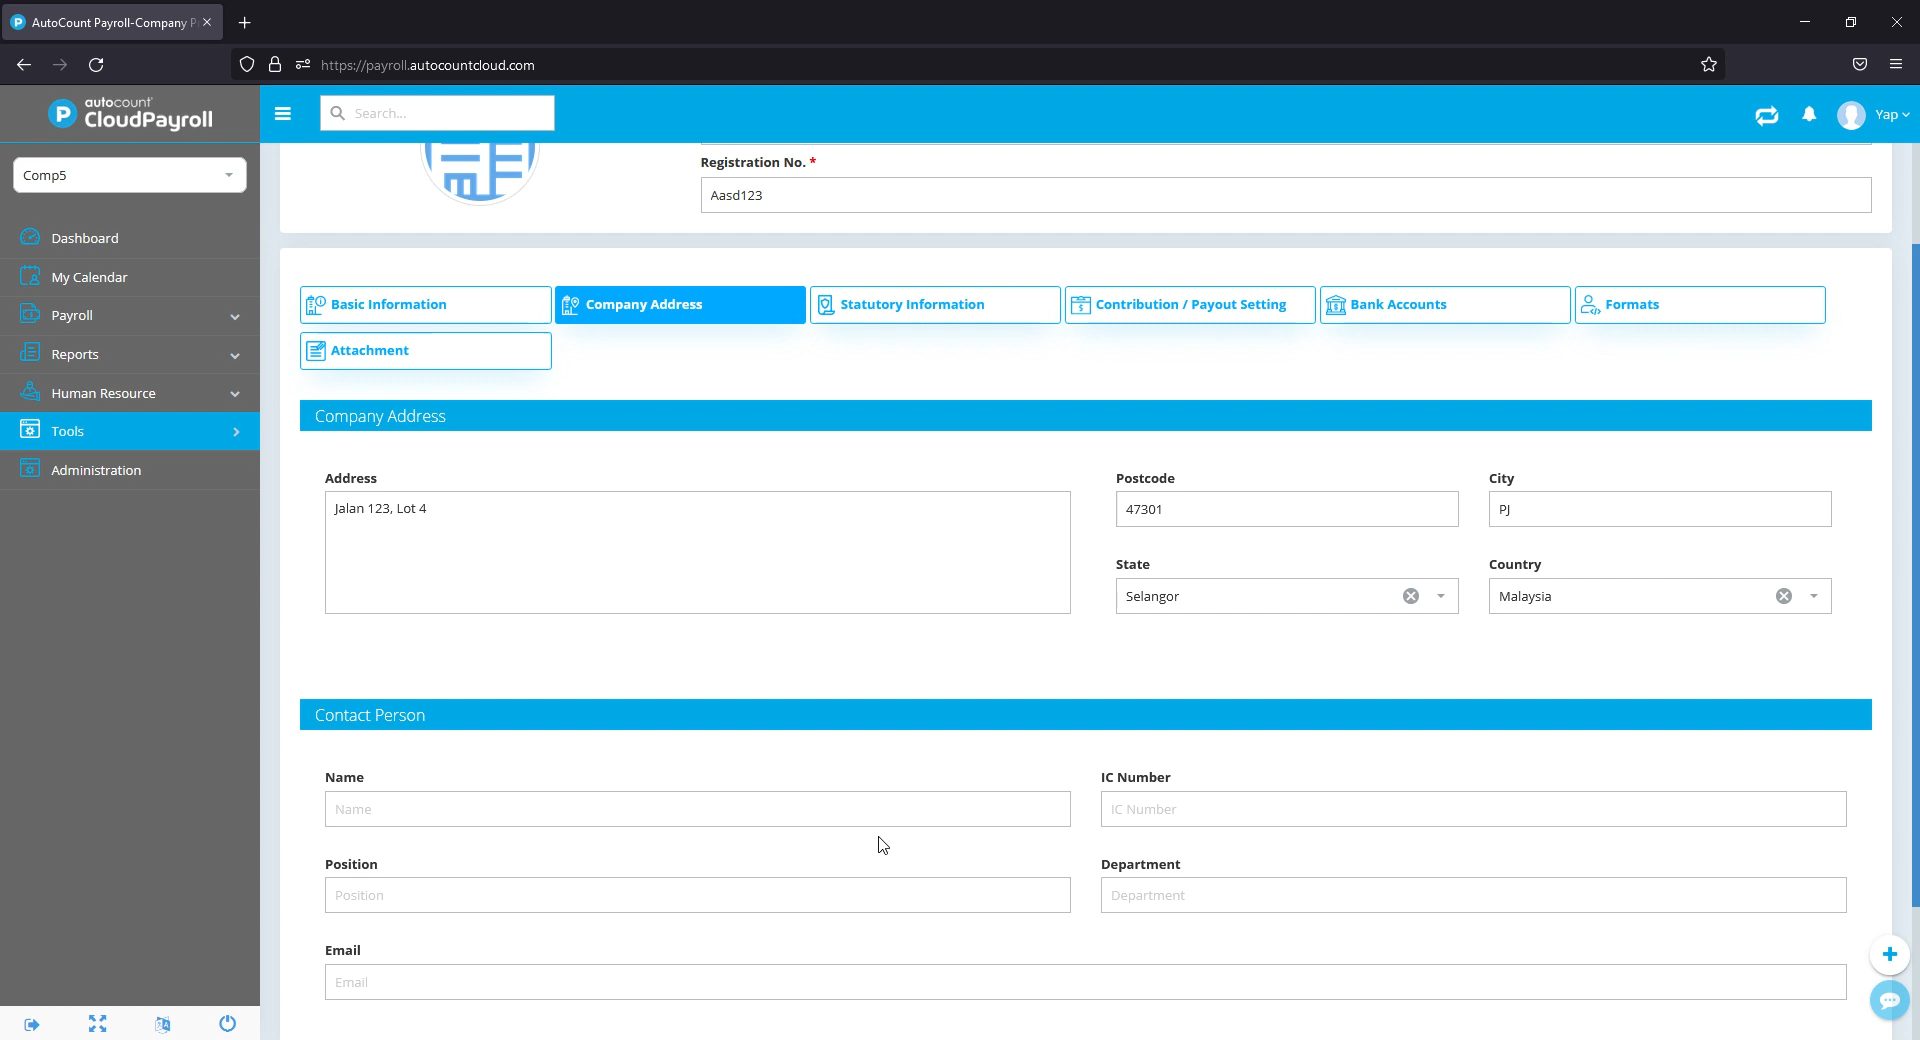 AutoCount Payroll-Company P
https://payroll.autocountcloud.com
autocount
CloudPayroll
Search...
Yap
Comp5
Dashboard
My Calendar
Payroll
Reports
Human Resource
Tools
Administration
Registration No. *
Aasd123
Basic Information
Company Address
Statutory Information
Contribution / Payout Setting
Bank Accounts
Formats
Attachment
Company Address
Address
Jalan 123, Lot 4
Postcode
47301
City
PJ
State
Selangor
Country
Malaysia
Contact Person
Name
Name
IC Number
IC Number
Position
Position
Department
Department
Email
Email